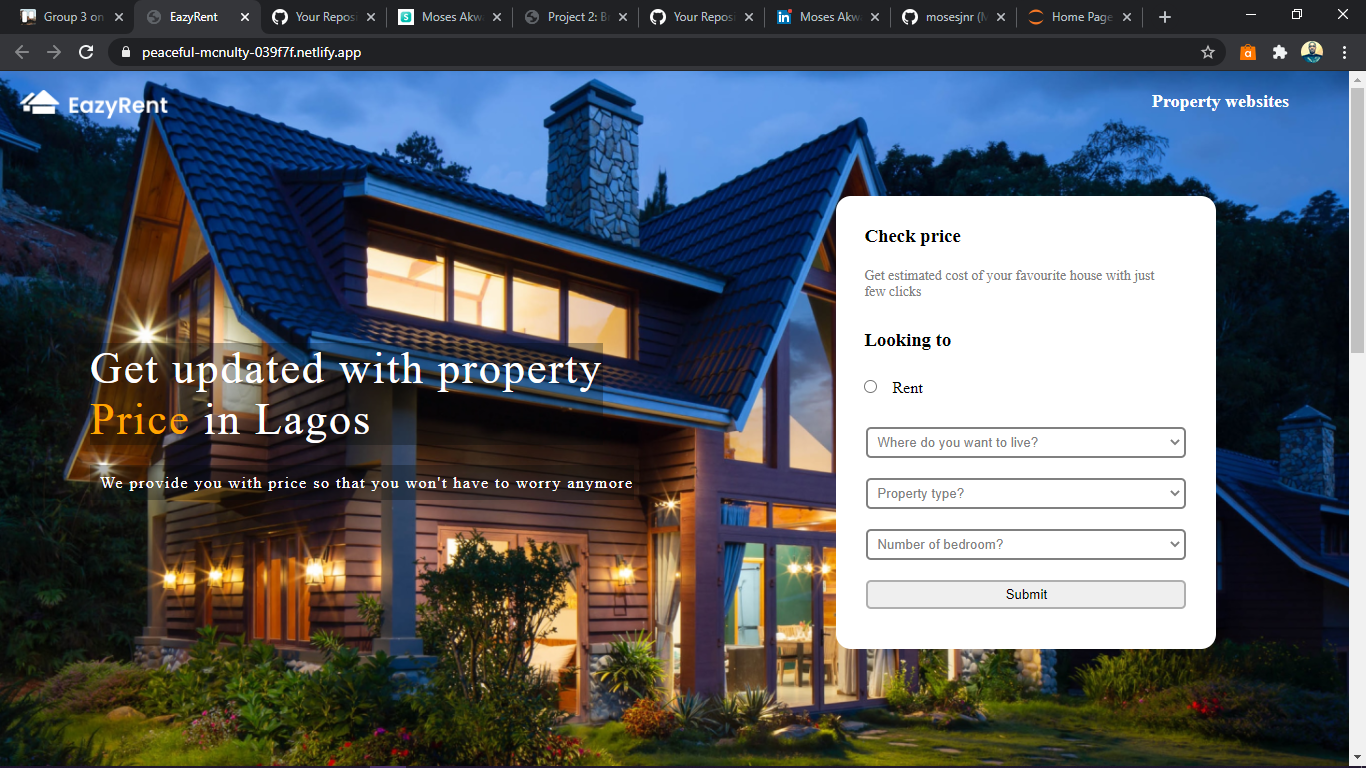 Group 3 on
EazyRent
Your Repos
Moses Akw
Project 2: B
Your Repos
in
Moses Akw
mosesjnr (M
Home Page
peaceful-mcnulty-039f7f.netlify.app
a
EazyRent
Property websites
Check price
Get estimated cost of your favourite house with just
few clicks
Looking to
Rent
Get updated with property
Price in Lagos
We provide you with price so that you won't have to worry anymore
Where do you want to live?
Property type?
Number of bedroom?
Submit